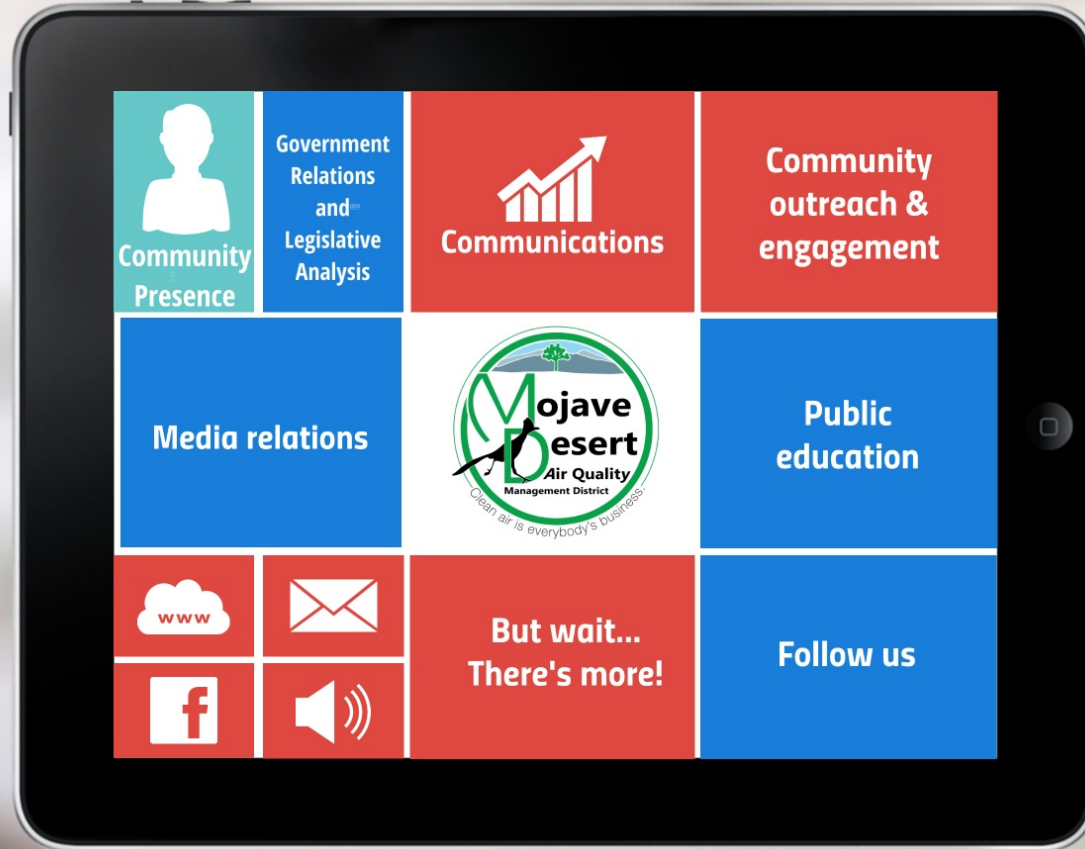 Community
Presence
Government
Relations
and
Legislative
Analysis
Communications
Community
outreach &
engagement
Media relations
Mojave
Desert
Air Quality
Management District
Clean air is everybody's business.
Public
education
www
f
But wait...
There's more!
Follow us